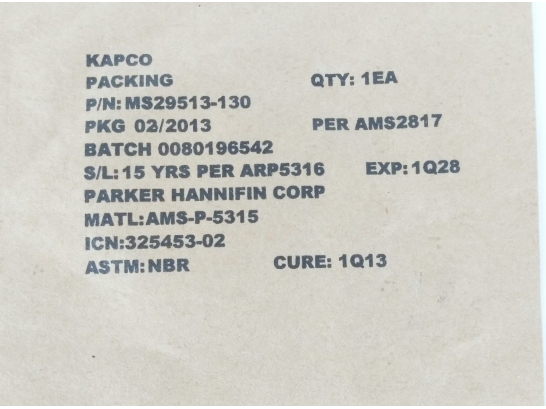 KAPCO
PACKING QTY: 1EA
P/N: MS29513-130
PKG 02/2013 PER AMS2817
BATCH 0080196542
S/L: 15 YRS PER ARP5316 EXP: 1Q28
PARKER HANNIFIN CORP
MATL: AMS-P-5315
ICN:325453-02
ASTM: NBR CURE: 1Q13